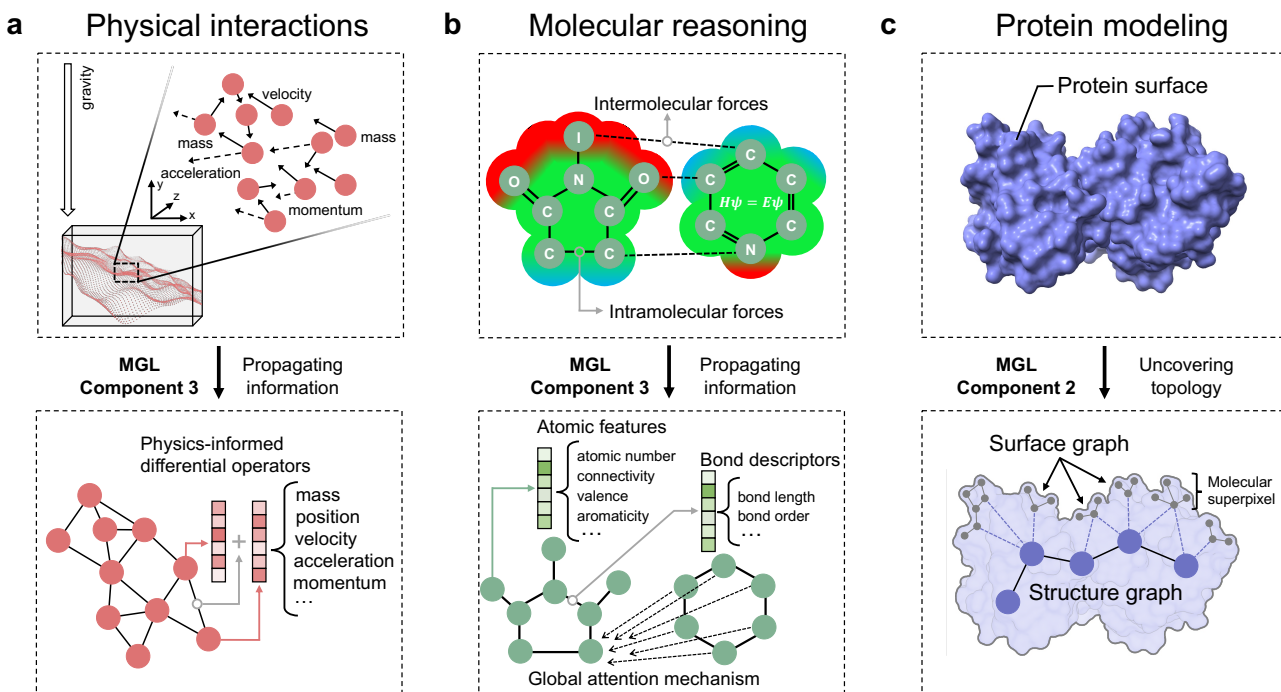 a
Physical interactions
gravity
velocity
mass
mass
acceleration
momentum
y
z
x
MGL
Component 3
Propagating
information
Physics-informed
differential operators
+
mass
position
velocity
acceleration
momentum
...
b
Molecular reasoning
Intermolecular forces
I
O
N
O
C
C
C
C
C
C
C
Hψ = Eψ
C
C
N
Intramolecular forces
MGL
Component 3
Propagating
information
Atomic features
atomic number
connectivity
valence
aromaticity
...
Bond descriptors
bond length
bond order
...
Global attention mechanism
c
Protein modeling
Protein surface
MGL
Component 2
Uncovering
topology
Surface graph
Molecular
superpixel
Structure graph